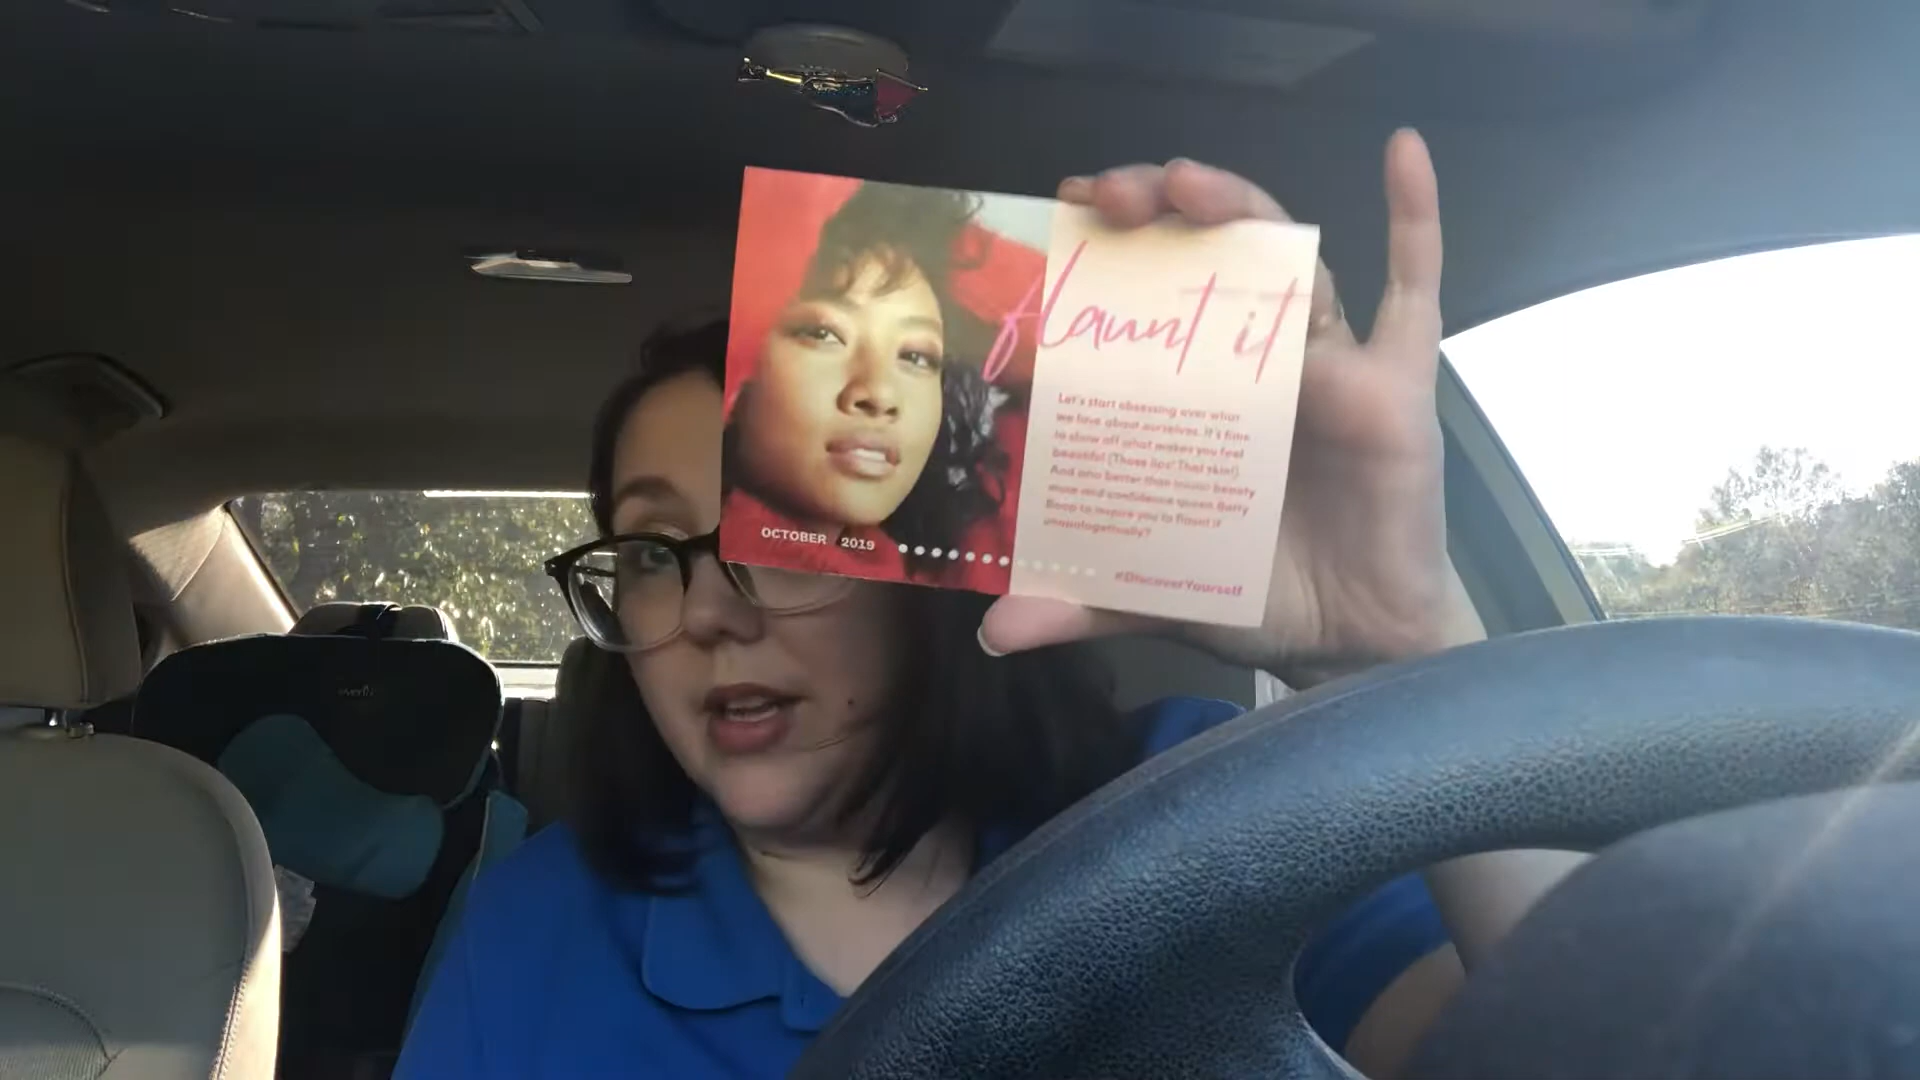 flaunt it
Let's start obsessing over what
we love about ourselves. It's time
to show off what makes you feel
beautiful (Those lips! That skin!)
And who better than iconic beauty
muse and confidence queen Betty
Boop to inspire you to flaunt it
unapologetically?
OCTOBER 2019
#DiscoverYourself